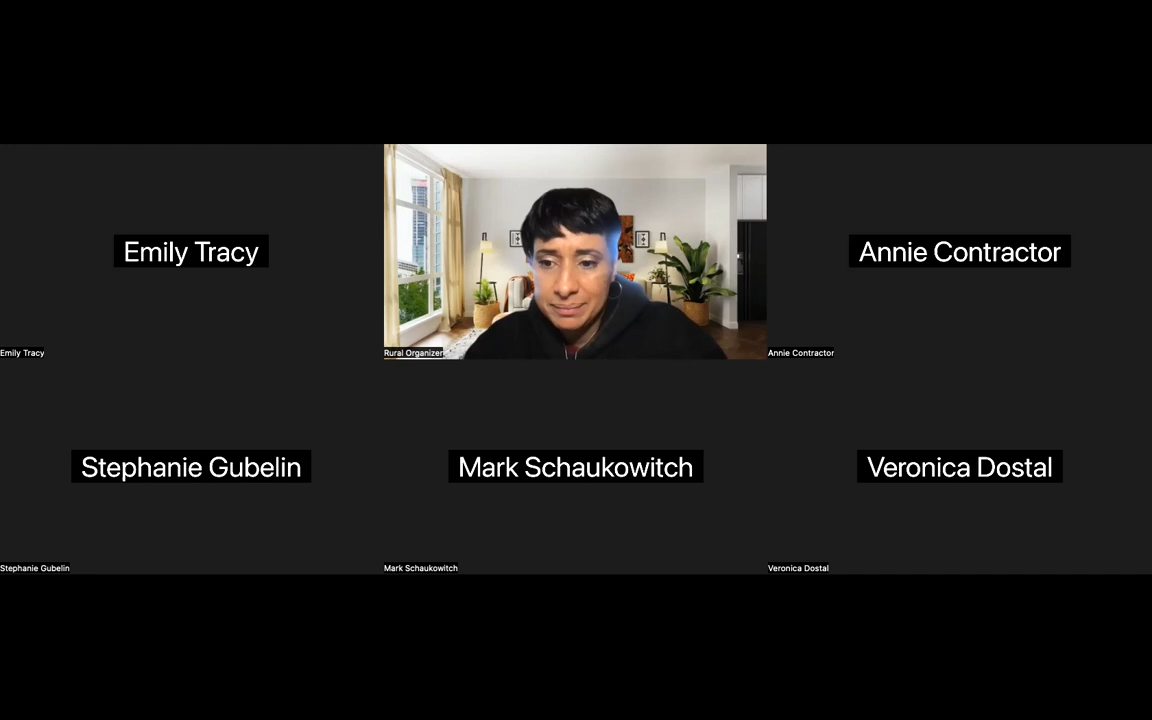 Emily Tracy
Annie Contractor
Emily Tracy
Rural Organizer
Annie Contractor
Stephanie Gubelin
Mark Schaukowitch
Veronica Dostal
Stephanie Gubelin
Mark Schaukowitch
Veronica Dostal